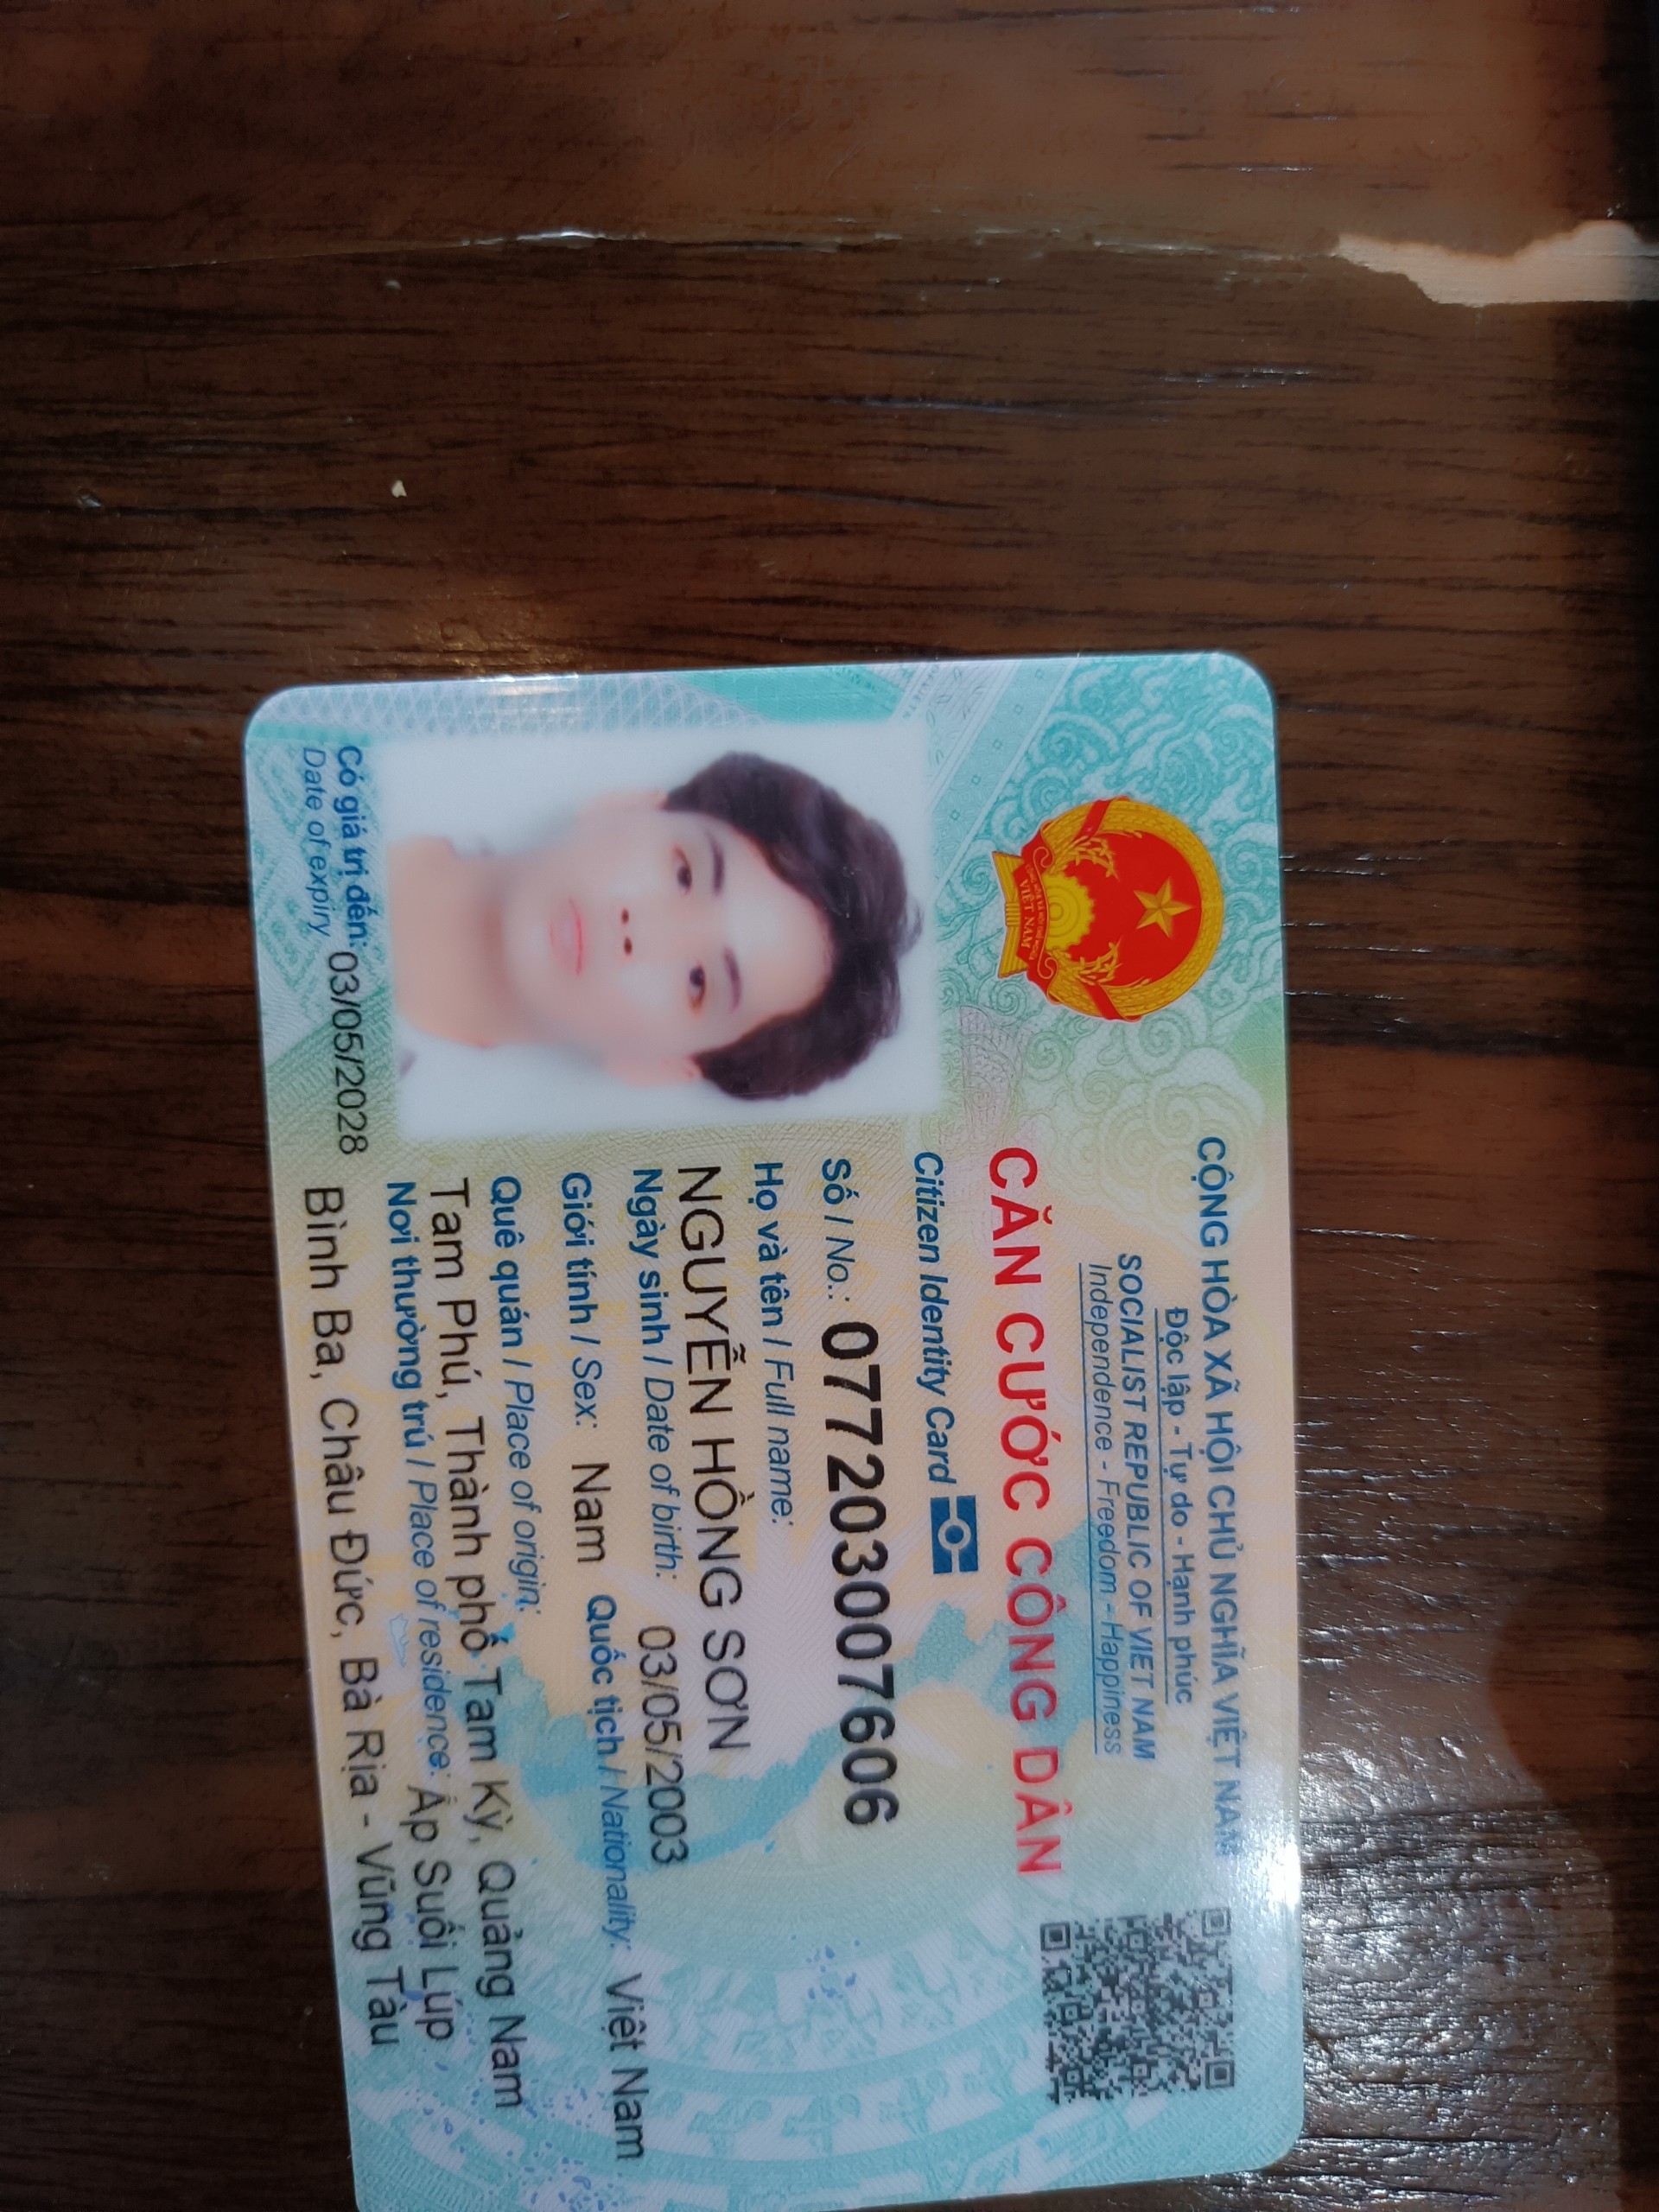 CỘNG HÒA XÃ HỘI CHỦ NGHĨA VIỆT NAM
Độc lập - Tự do - Hạnh phúc
SOCIALIST REPUBLIC OF VIET NAM
Independence - Freedom - Happiness
CĂN CƯỚC CÔNG DÂN
Citizen Identity Card
Số / No.: 077203007606
Họ và tên / Full name:
NGUYỄN HỒNG SƠN
Ngày sinh / Date of birth: 03/05/2003
Giới tính / Sex: Nam Quốc tịch / Nationality: Việt Nam
Quê quán / Place of origin:
Tam Phú, Thành phố Tam Kỳ, Quảng Nam
Nơi thường trú / Place of residence: Ấp Suối Lúp
Bình Ba, Châu Đức, Bà Rịa - Vũng Tàu
Có giá trị đến: 03/05/2028
Date of expiry
VIỆT NAM